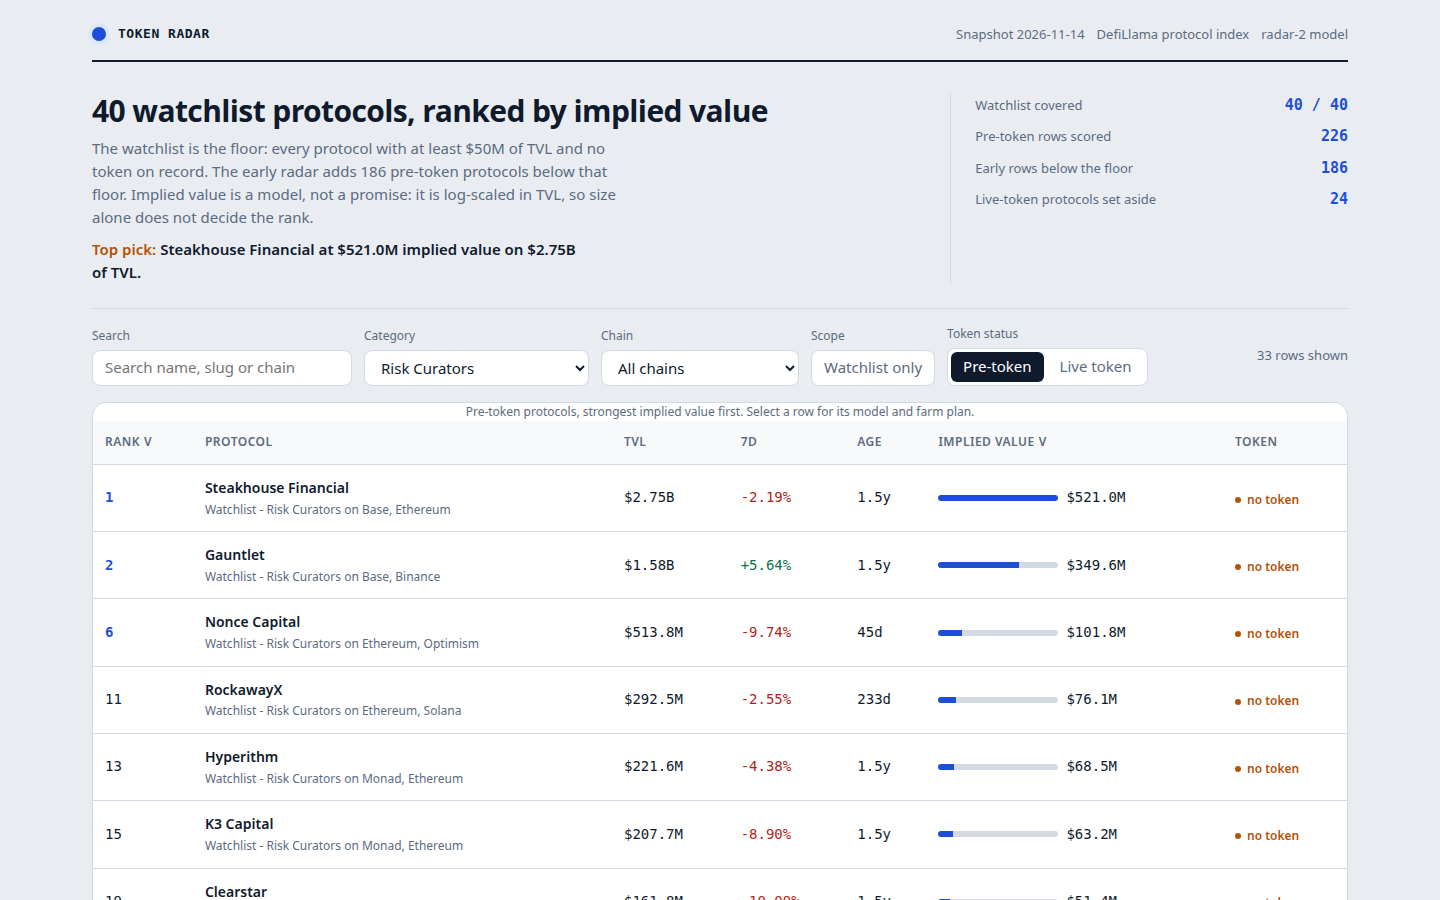 TOKEN RADAR
Snapshot 2026-11-14 DefiLlama protocol index radar-2 model
40 watchlist protocols, ranked by implied value
The watchlist is the floor: every protocol with at least $50M of TVL and no
token on record. The early radar adds 186 pre-token protocols below that
floor. Implied value is a model, not a promise: it is log-scaled in TVL, so size
alone does not decide the rank.
Top pick: Steakhouse Financial at $521.0M implied value on $2.75B
of TVL.
Watchlist covered 40 / 40
Pre-token rows scored 226
Early rows below the floor 186
Live-token protocols set aside 24
Search Category Chain Scope Token status
Search name, slug or chain Risk Curators All chains Watchlist only Pre-token Live token
33 rows shown
Pre-token protocols, strongest implied value first. Select a row for its model and farm plan.
RANK V PROTOCOL TVL 7D AGE IMPLIED VALUE V TOKEN
1 Steakhouse Financial $2.75B -2.19% 1.5y $521.0M no token
Watchlist - Risk Curators on Base, Ethereum
2 Gauntlet $1.58B +5.64% 1.5y $349.6M no token
Watchlist - Risk Curators on Base, Binance
6 Nonce Capital $513.8M -9.74% 45d $101.8M no token
Watchlist - Risk Curators on Ethereum, Optimism
11 RockawayX $292.5M -2.55% 233d $76.1M no token
Watchlist - Risk Curators on Ethereum, Solana
13 Hyperithm $221.6M -4.38% 1.5y $68.5M no token
Watchlist - Risk Curators on Monad, Ethereum
15 K3 Capital $207.7M -8.90% 1.5y $63.2M no token
Watchlist - Risk Curators on Monad, Ethereum
Clearstar